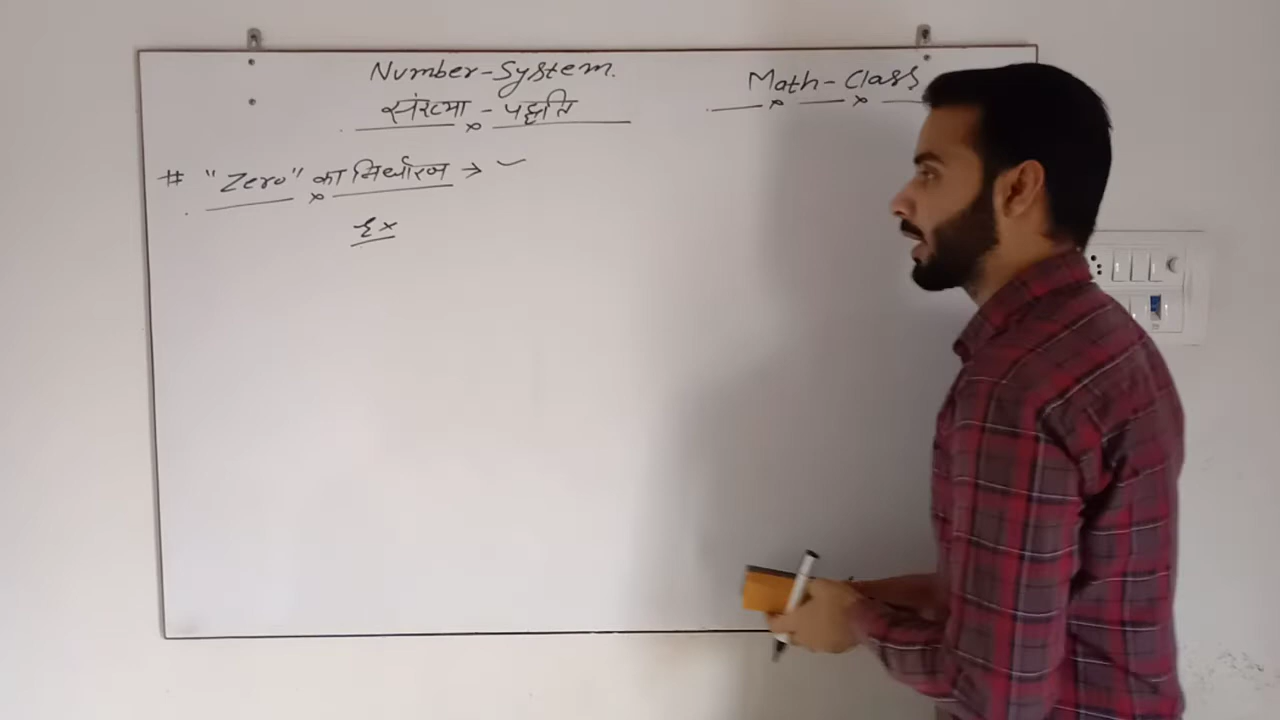 Number-System.
संख्या - पद्धति
Math-Class
# "Zero" का निर्धारण →
Ex